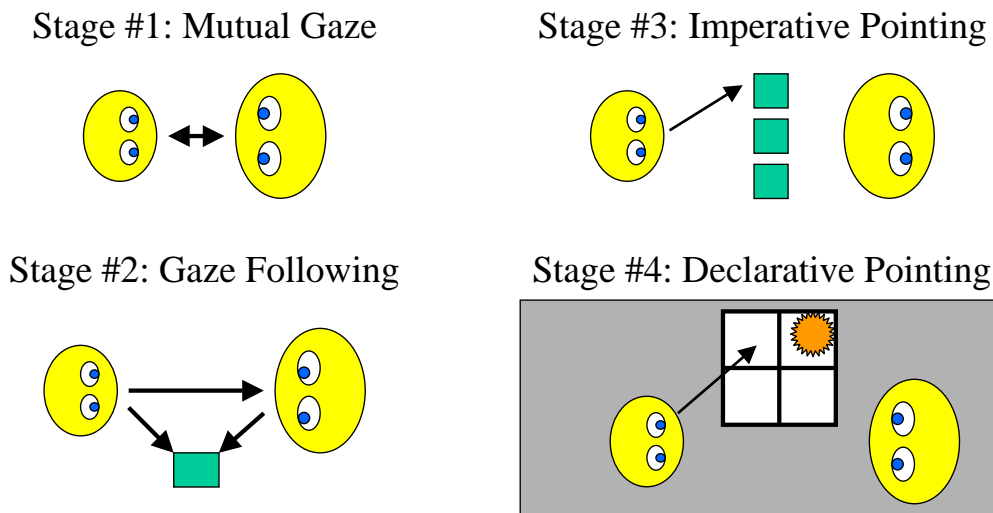 Stage #1: Mutual Gaze
Stage #3: Imperative Pointing
Stage #2: Gaze Following
Stage #4: Declarative Pointing